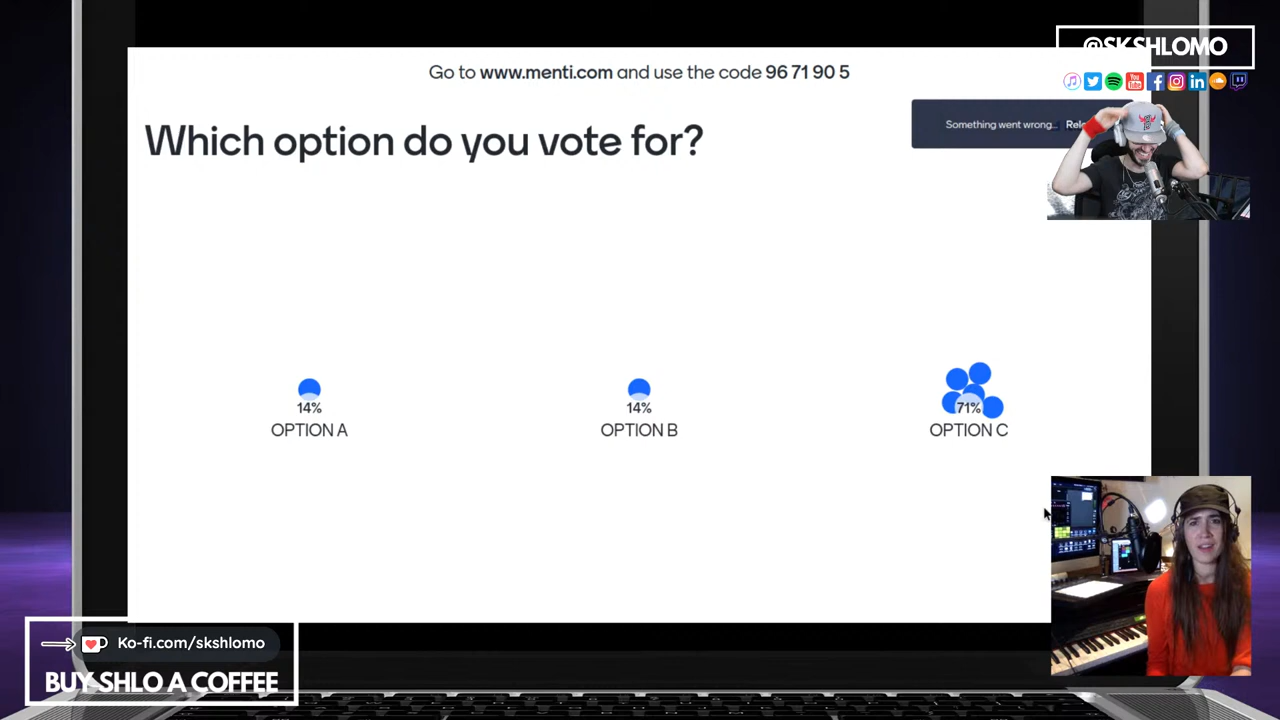 @SKSHLOMO
Go to www.menti.com and use the code 96 71 90 5
Something went wrong...
Which option do you vote for?
14%
14%
71%
OPTION A
OPTION B
OPTION C
Ko-fi.com/skshlomo
BUY SHLO A COFFEE